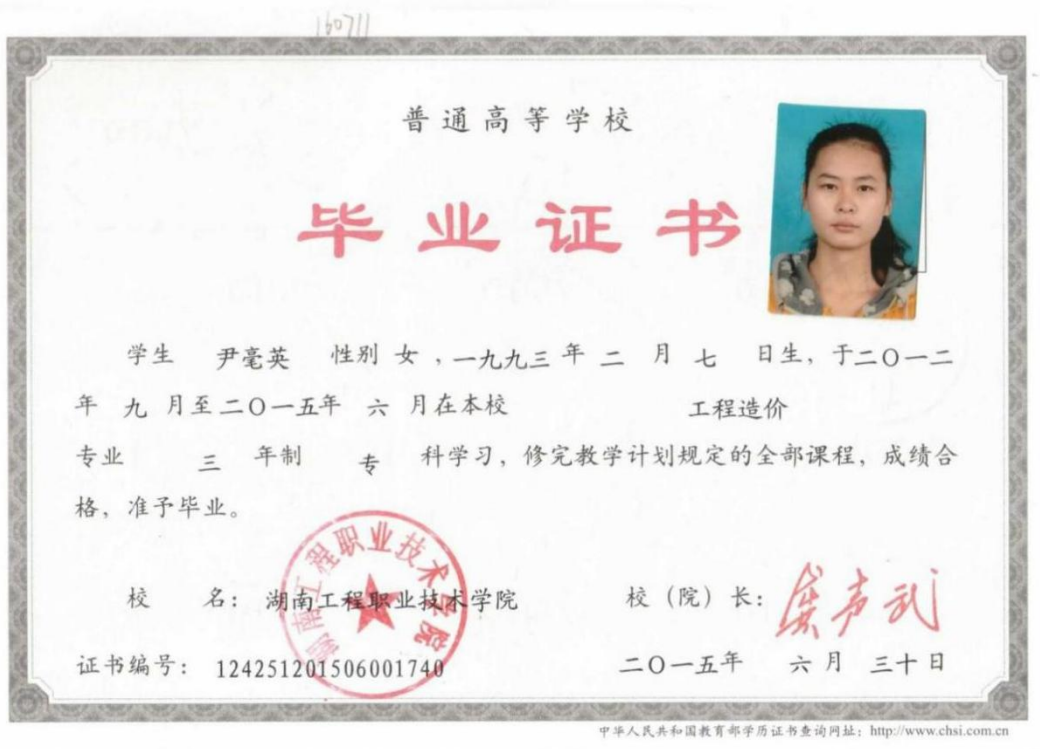 160711
普通高等学校
毕业证书
学生 尹毫英 性别 女，一九九三 年 二 月 七 日生，于二〇一二
年 九 月至二〇一五年 六 月在本校 工程造价
专业 三 年制 专 科学习，修完教学计划规定的全部课程，成绩合
格，准予毕业。
湖南工程职业技术学院
校 名：湖南工程职业技术学院 校（院）长：
证书编号：124251201506001740 二〇一五年 六月 三十日
中华人民共和国教育部学历证书查询网址：http://www.chsi.com.cn